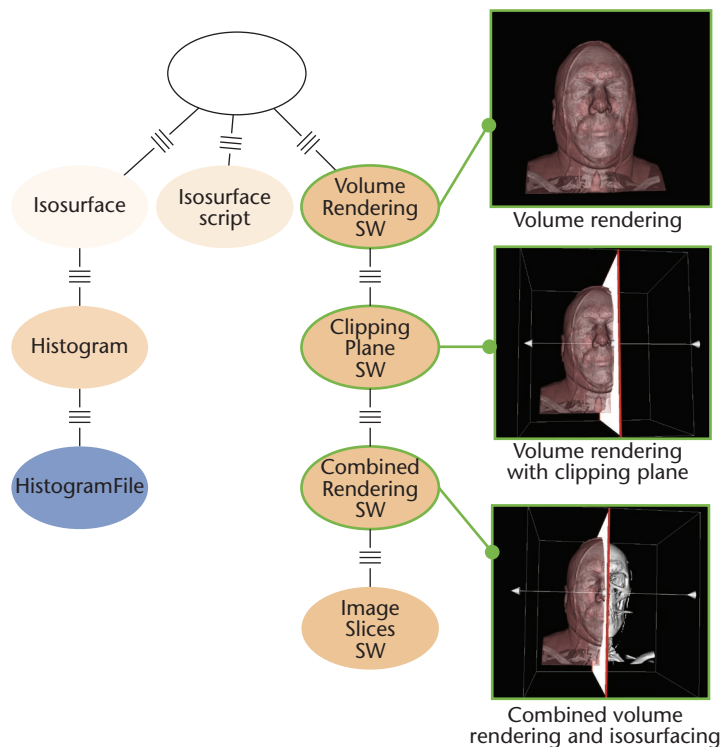 Isosurface
Isosurface
script
Volume
Rendering
SW
Volume rendering
Histogram
Clipping
Plane
SW
Volume rendering
with clipping plane
HistogramFile
Combined
Rendering
SW
Image
Slices
SW
Combined volume
rendering and isosurfacing